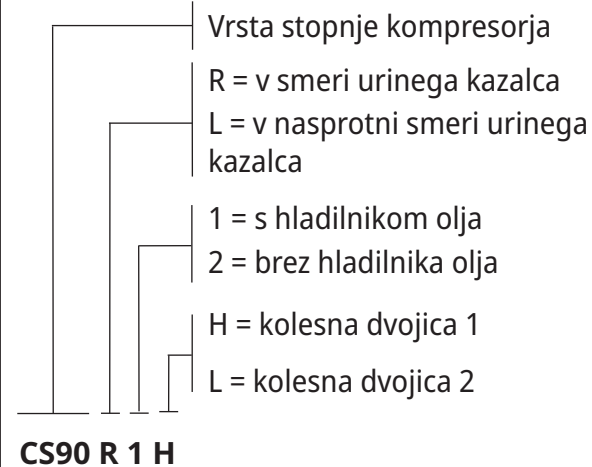 Vrsta stopnje kompresorja
R = v smeri urinega kazalca
L = v nasprotni smeri urinega
kazalca
1 = s hladilnikom olja
2 = brez hladilnika olja
H = kolesna dvojica 1
L = kolesna dvojica 2
CS90 R 1 H